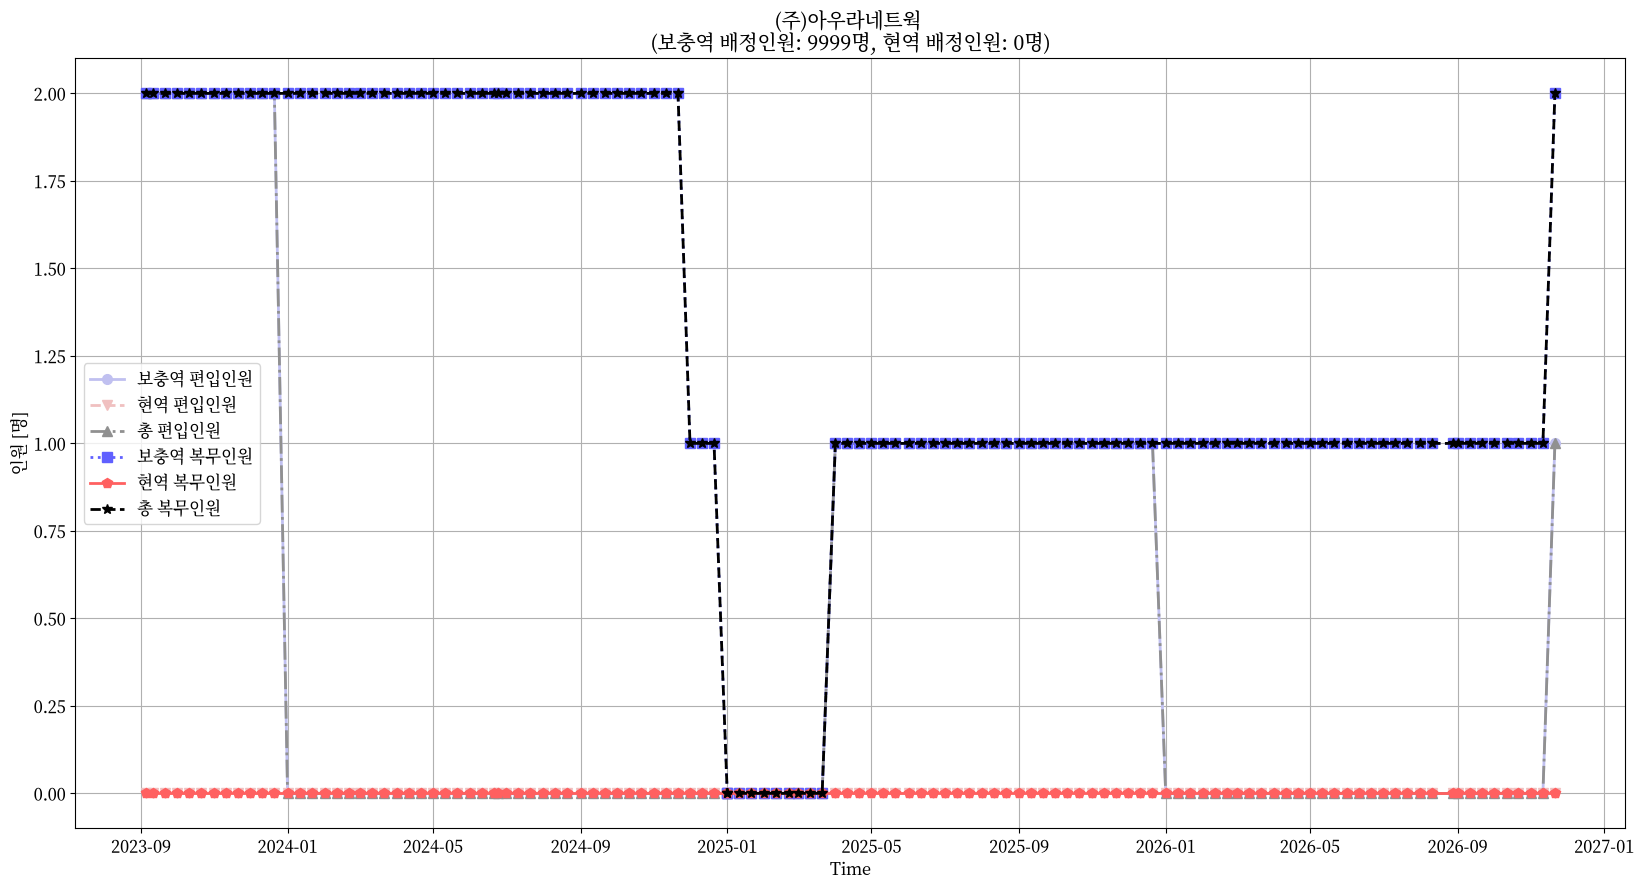 (주)아우라네트웍
(보충역 배정인원: 9999명, 현역 배정인원: 0명)
인원 [명]
2.00
1.75
1.50
1.25
1.00
0.75
0.50
0.25
0.00
보충역 편입인원
현역 편입인원
총 편입인원
보충역 복무인원
현역 복무인원
총 복무인원
2023-09
2024-01
2024-05
2024-09
2025-01
2025-05
2025-09
2026-01
2026-05
2026-09
2027-01
Time